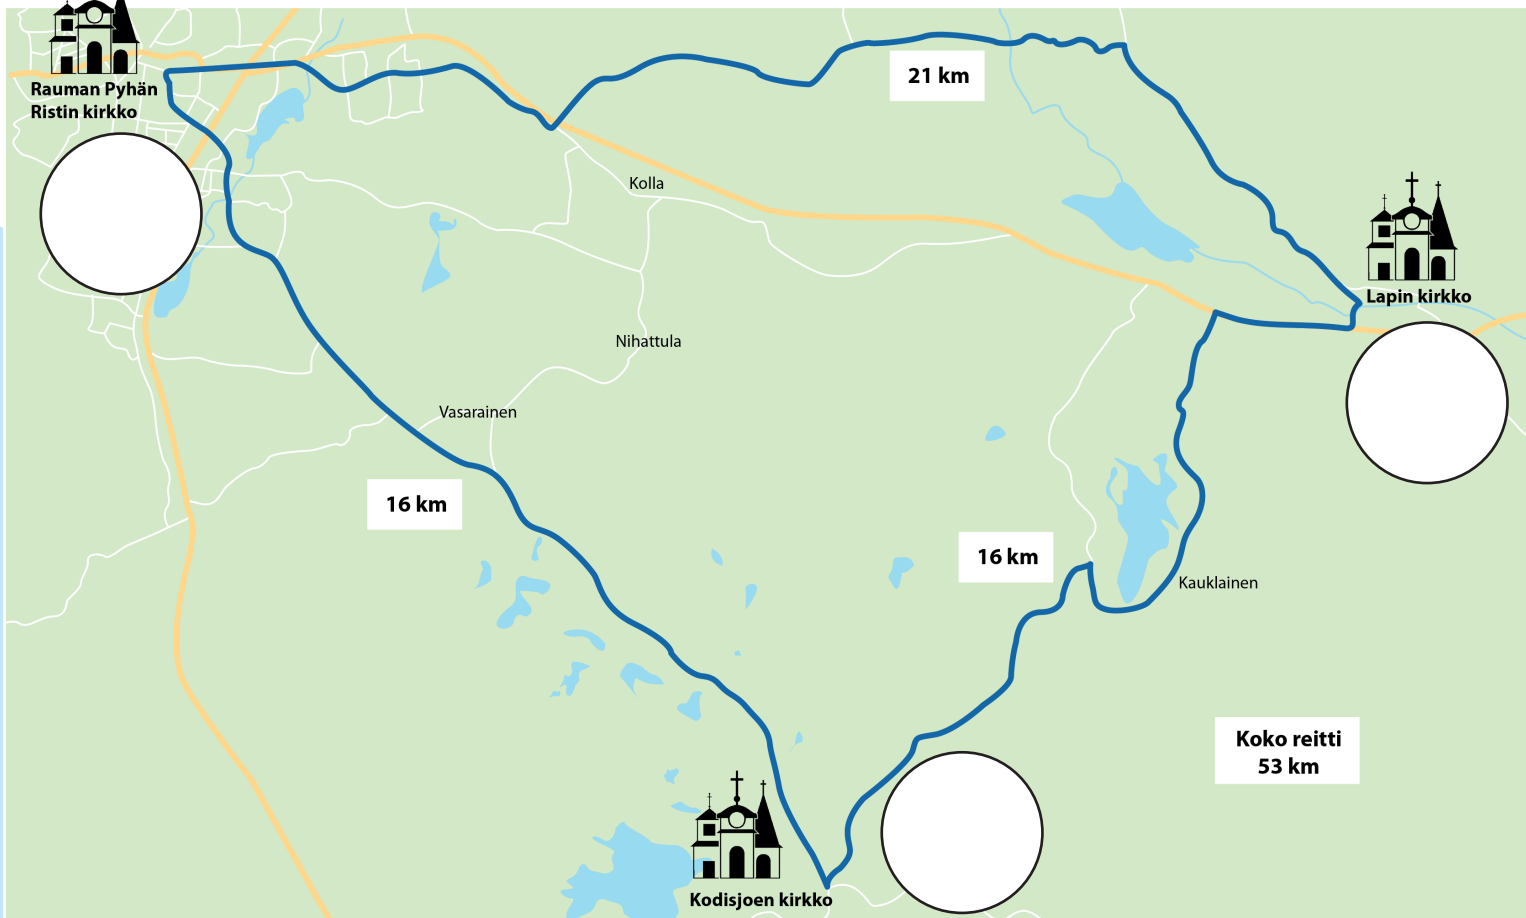 Rauman Pyhän
Ristin kirkko
21 km
Kolla
Lapin kirkko
Nihattula
Vasarainen
16 km
16 km
Kauklainen
Koko reitti
53 km
Kodisjoen kirkko